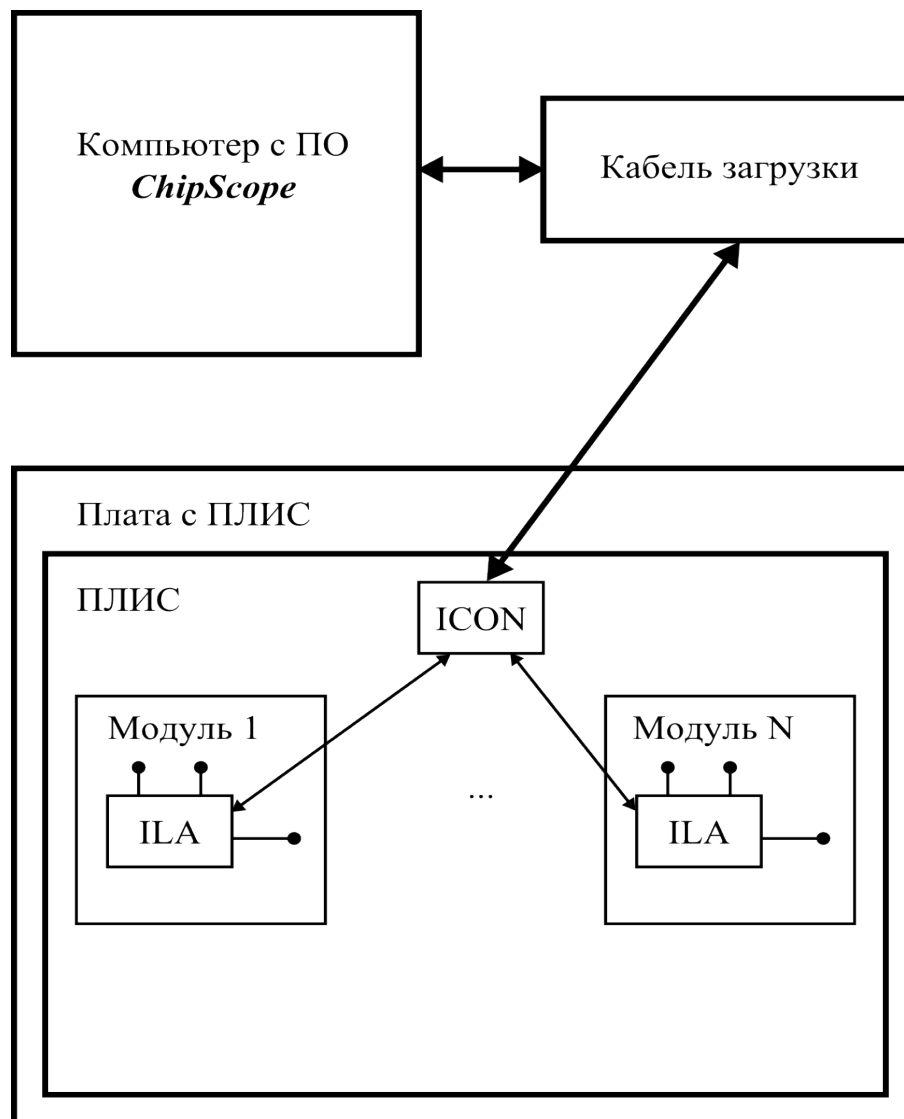 Компьютер с ПО
ChipScope
Кабель загрузки
Плата с ПЛИС
ПЛИС
ICON
Модуль 1
ILA
...
Модуль N
ILA